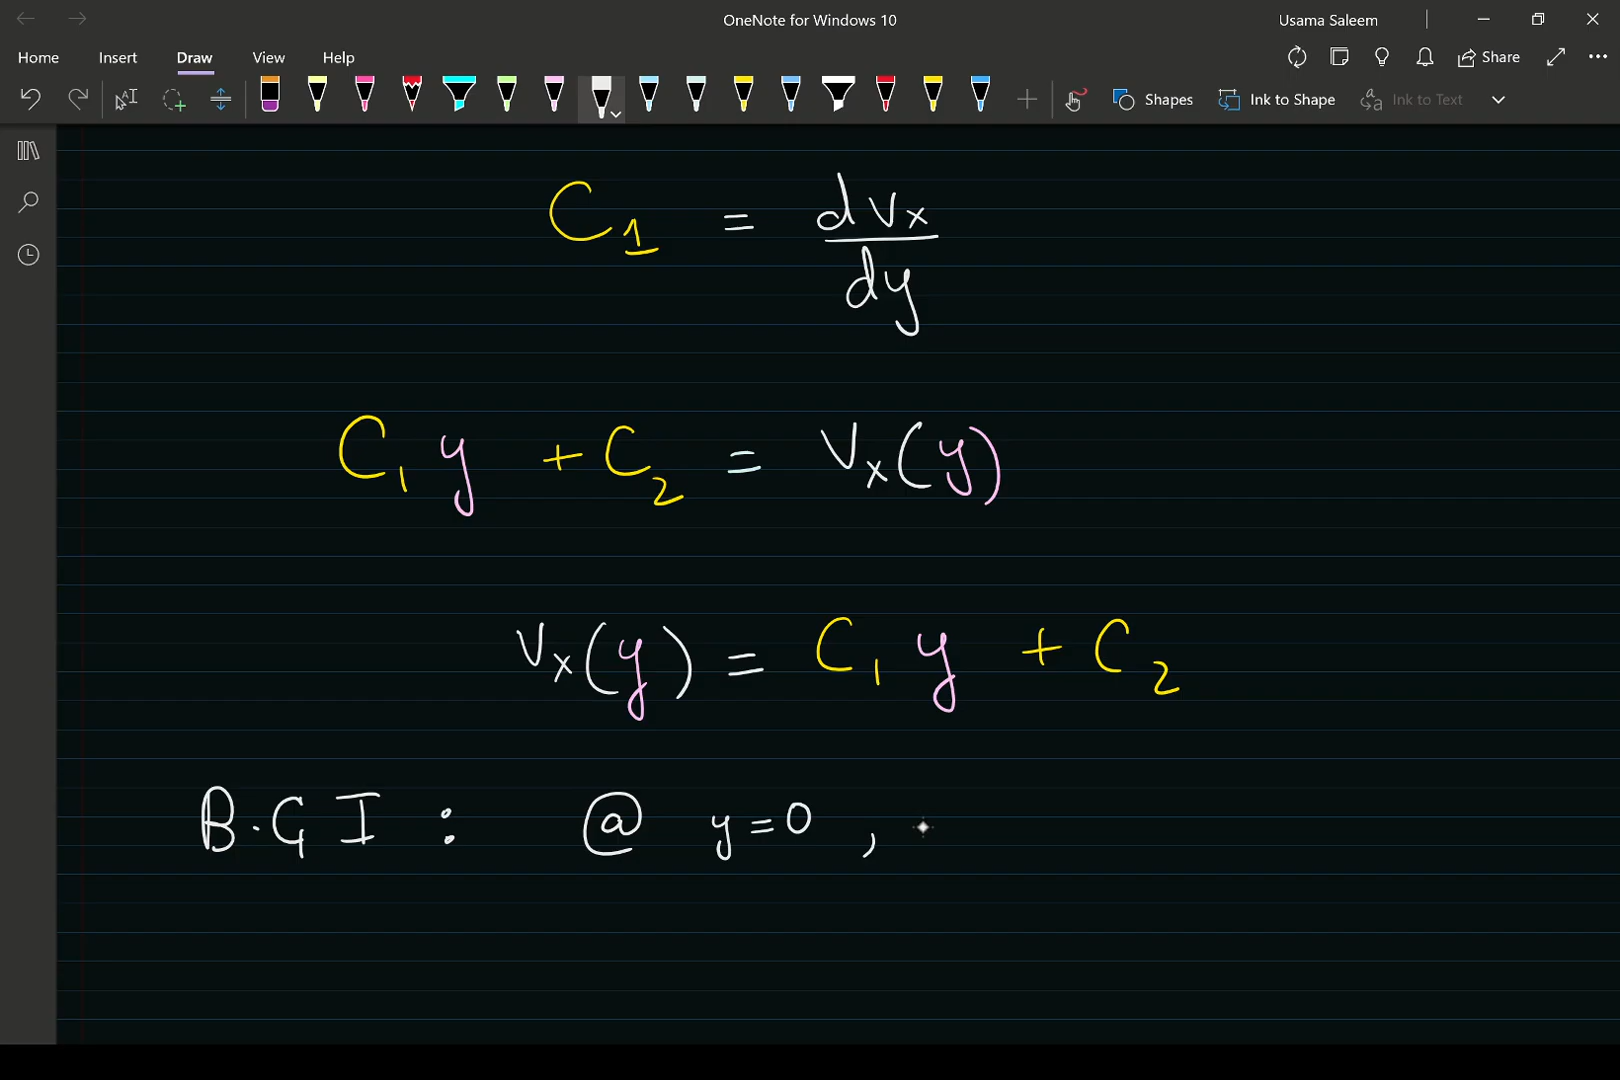 OneNote for Windows 10
Usama Saleem
Home Insert Draw View Help
Share
Shapes Ink to Shape Ink to Text
C₁ = dvₓ/dy
C₁ y + C₂ = Vₓ(y)
Vₓ(y) = C₁ y + C₂
B.C I : @ y = 0 ,